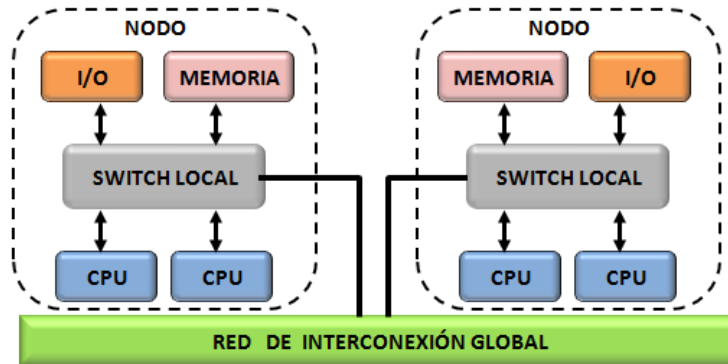 NODO
I/O
MEMORIA
SWITCH LOCAL
CPU
CPU
NODO
MEMORIA
I/O
SWITCH LOCAL
CPU
CPU
RED DE INTERCONEXIÓN GLOBAL